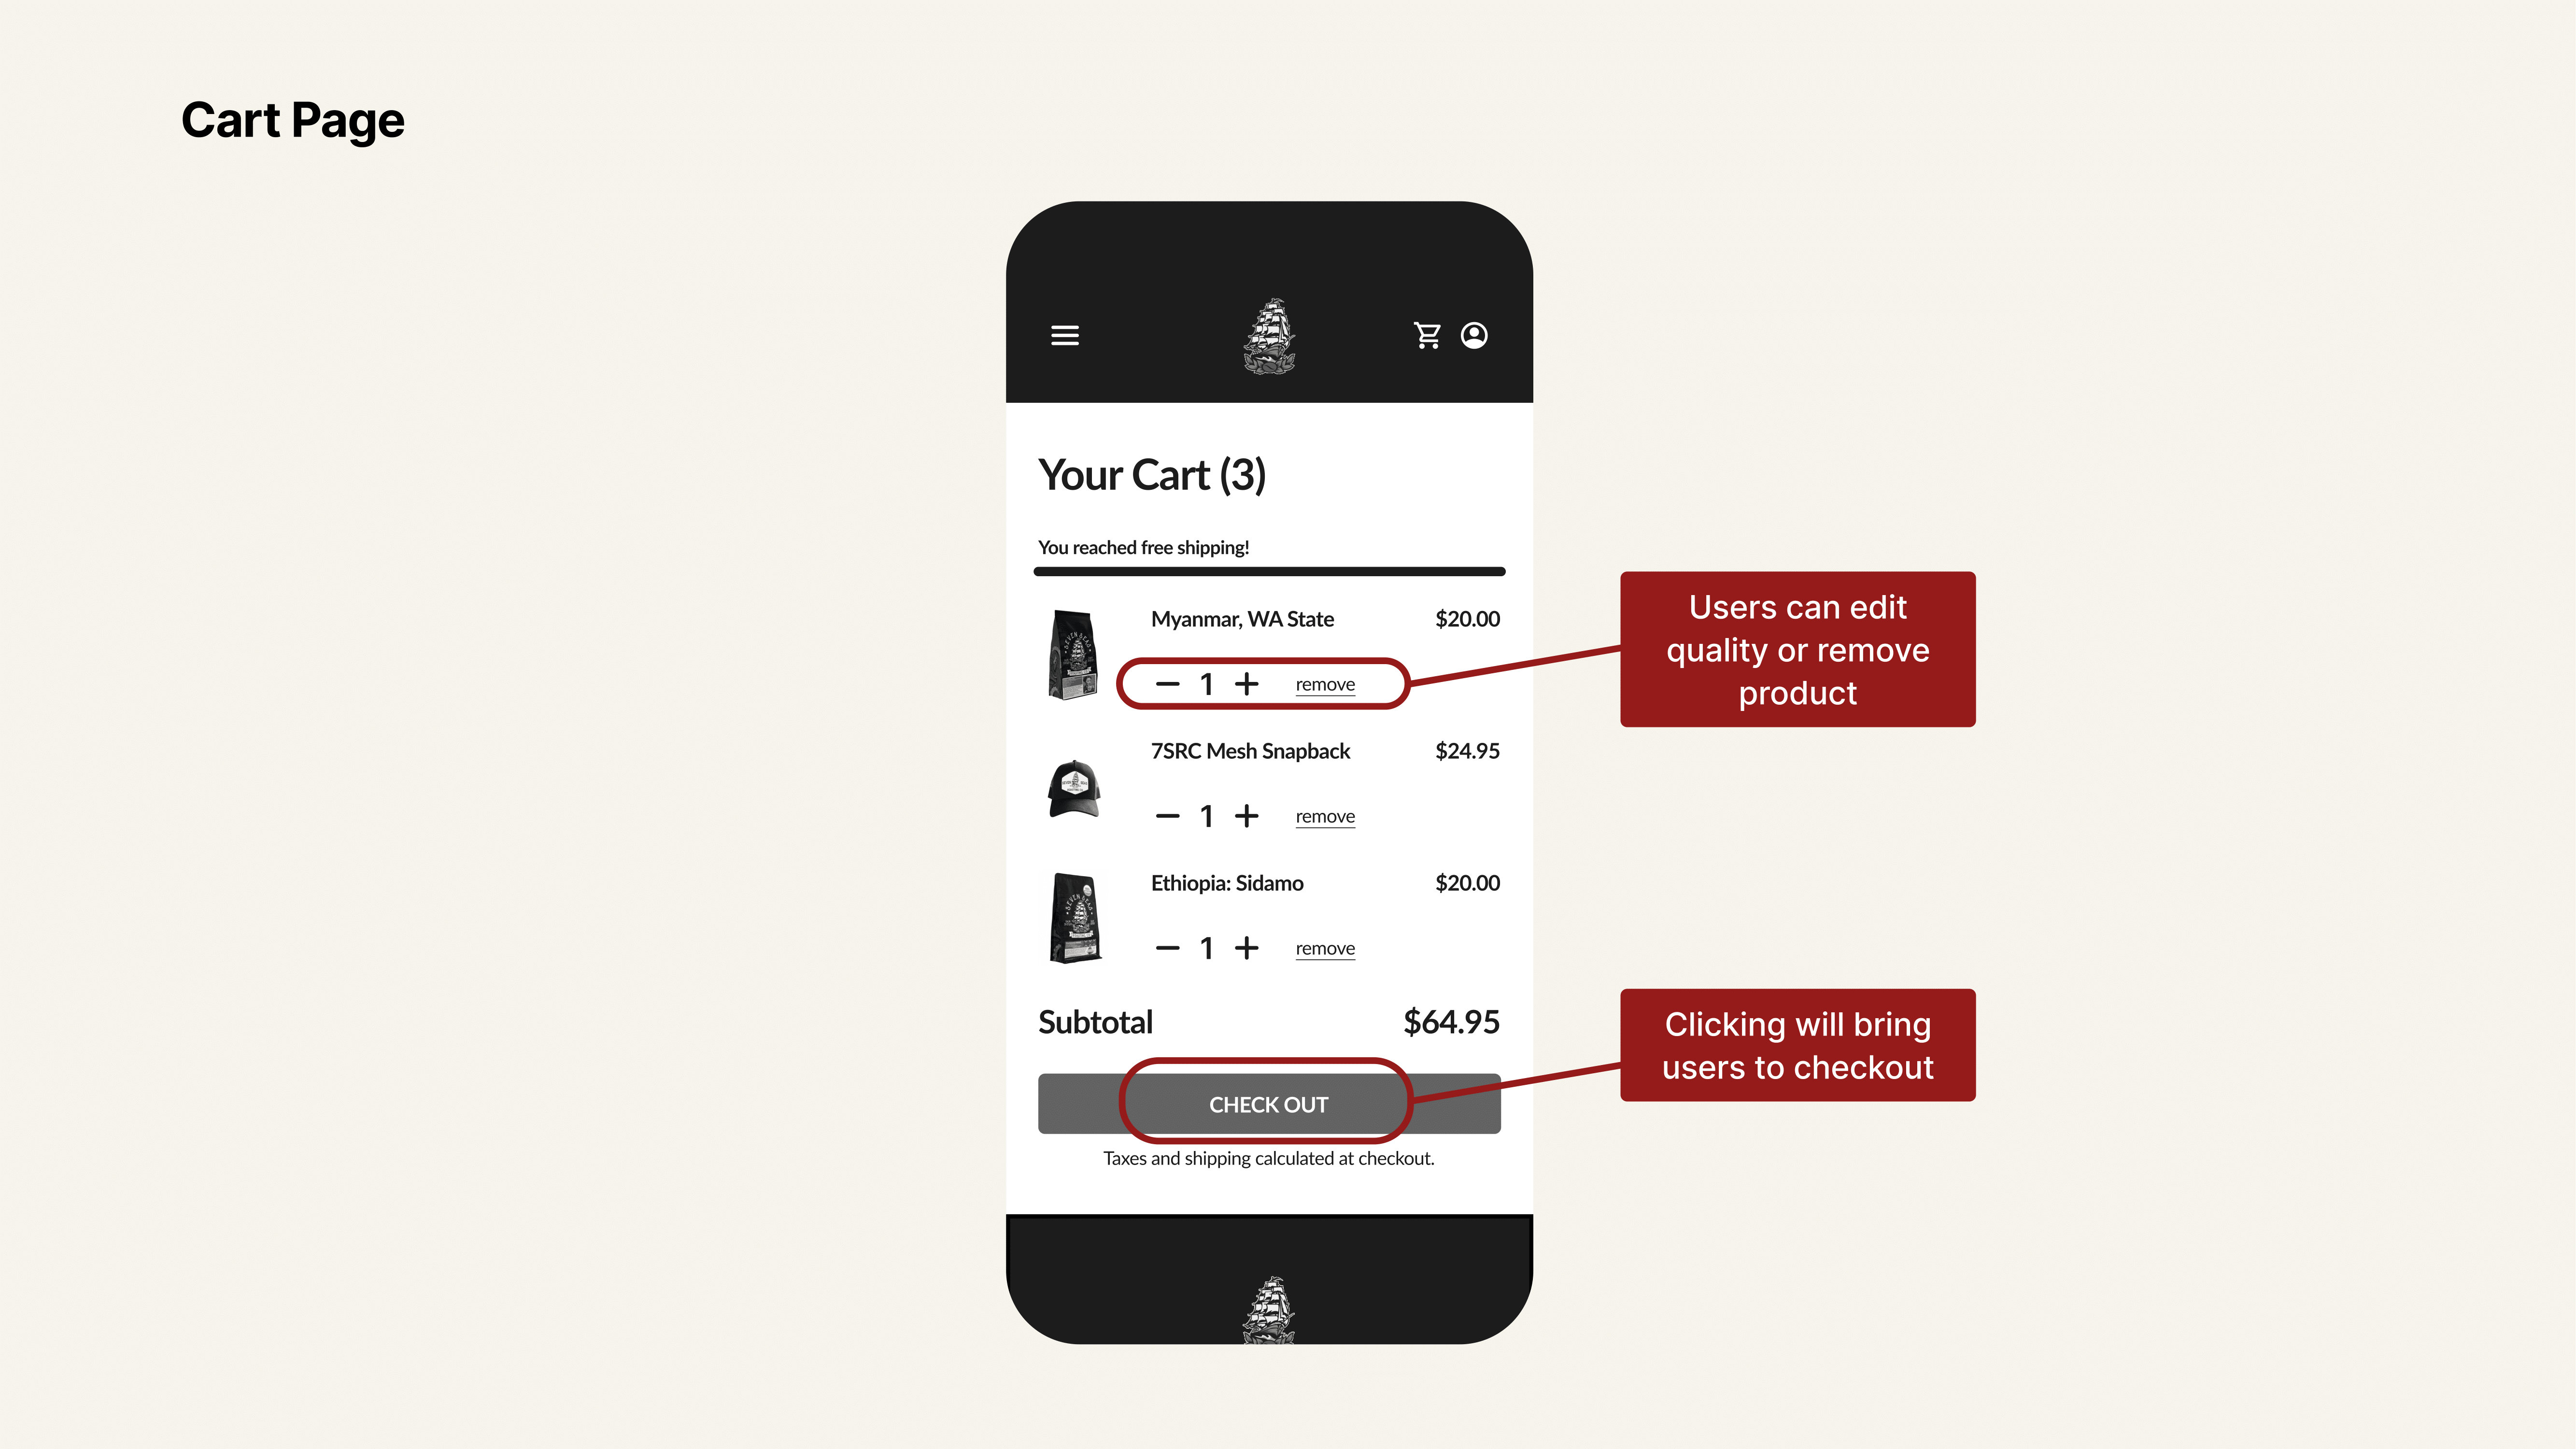 Cart Page
Your Cart (3)
You reached free shipping!
Myanmar, WA State $20.00
1 remove
7SRC Mesh Snapback $24.95
1 remove
Ethiopia: Sidamo $20.00
1 remove
Subtotal $64.95
CHECK OUT
Taxes and shipping calculated at checkout.
Users can edit
quality or remove
product
Clicking will bring
users to checkout